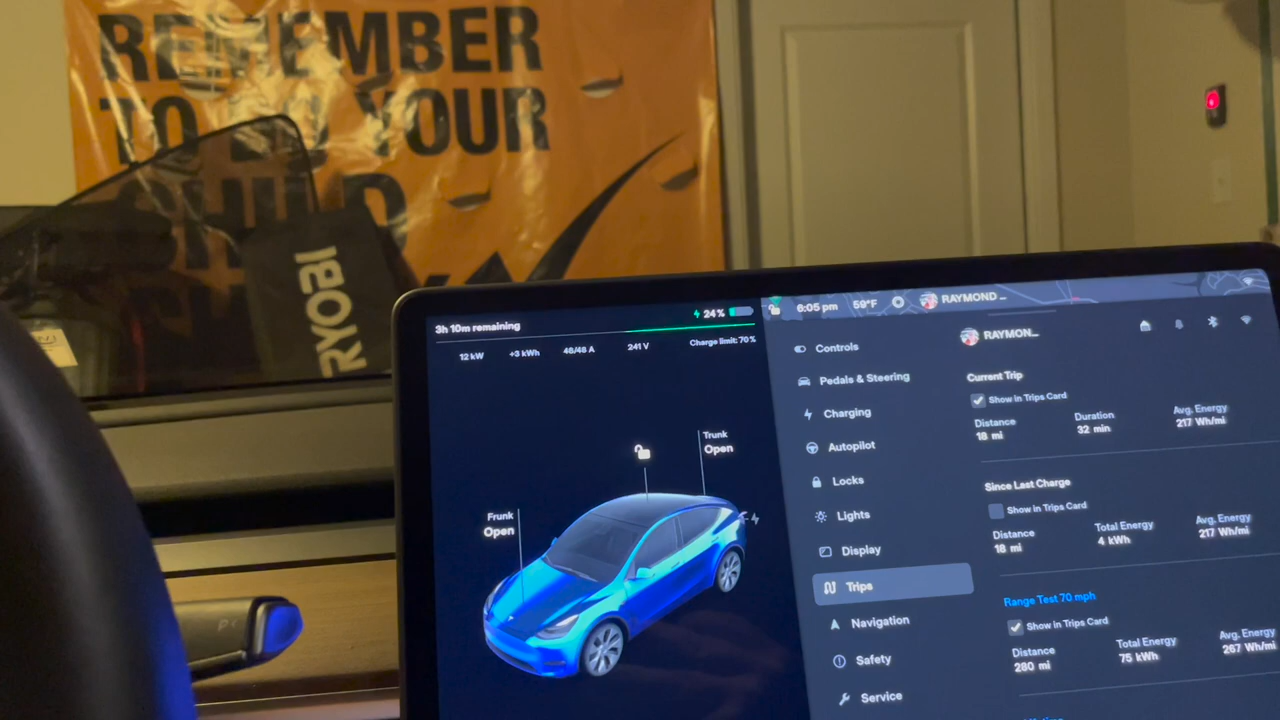 REMEMBER
TO DO YOUR
CHILD
RYOBI
3h 10m remaining
24%
12 kW
+3 kWh
48/48 A
241 V
Charge limit: 70%
Trunk
Open
Frunk
Open
6:05 pm
59°F
RAYMOND ...
Controls
Pedals & Steering
Charging
Autopilot
Locks
Lights
Display
Trips
Navigation
Safety
Service
RAYMON...
Current Trip
Show in Trips Card
Distance
18 mi
Duration
32 min
Avg. Energy
217 Wh/mi
Since Last Charge
Show in Trips Card
Distance
18 mi
Total Energy
4 kWh
Avg. Energy
217 Wh/mi
Range Test 70 mph
Show in Trips Card
Distance
280 mi
Total Energy
75 kWh
Avg. Energy
267 Wh/mi